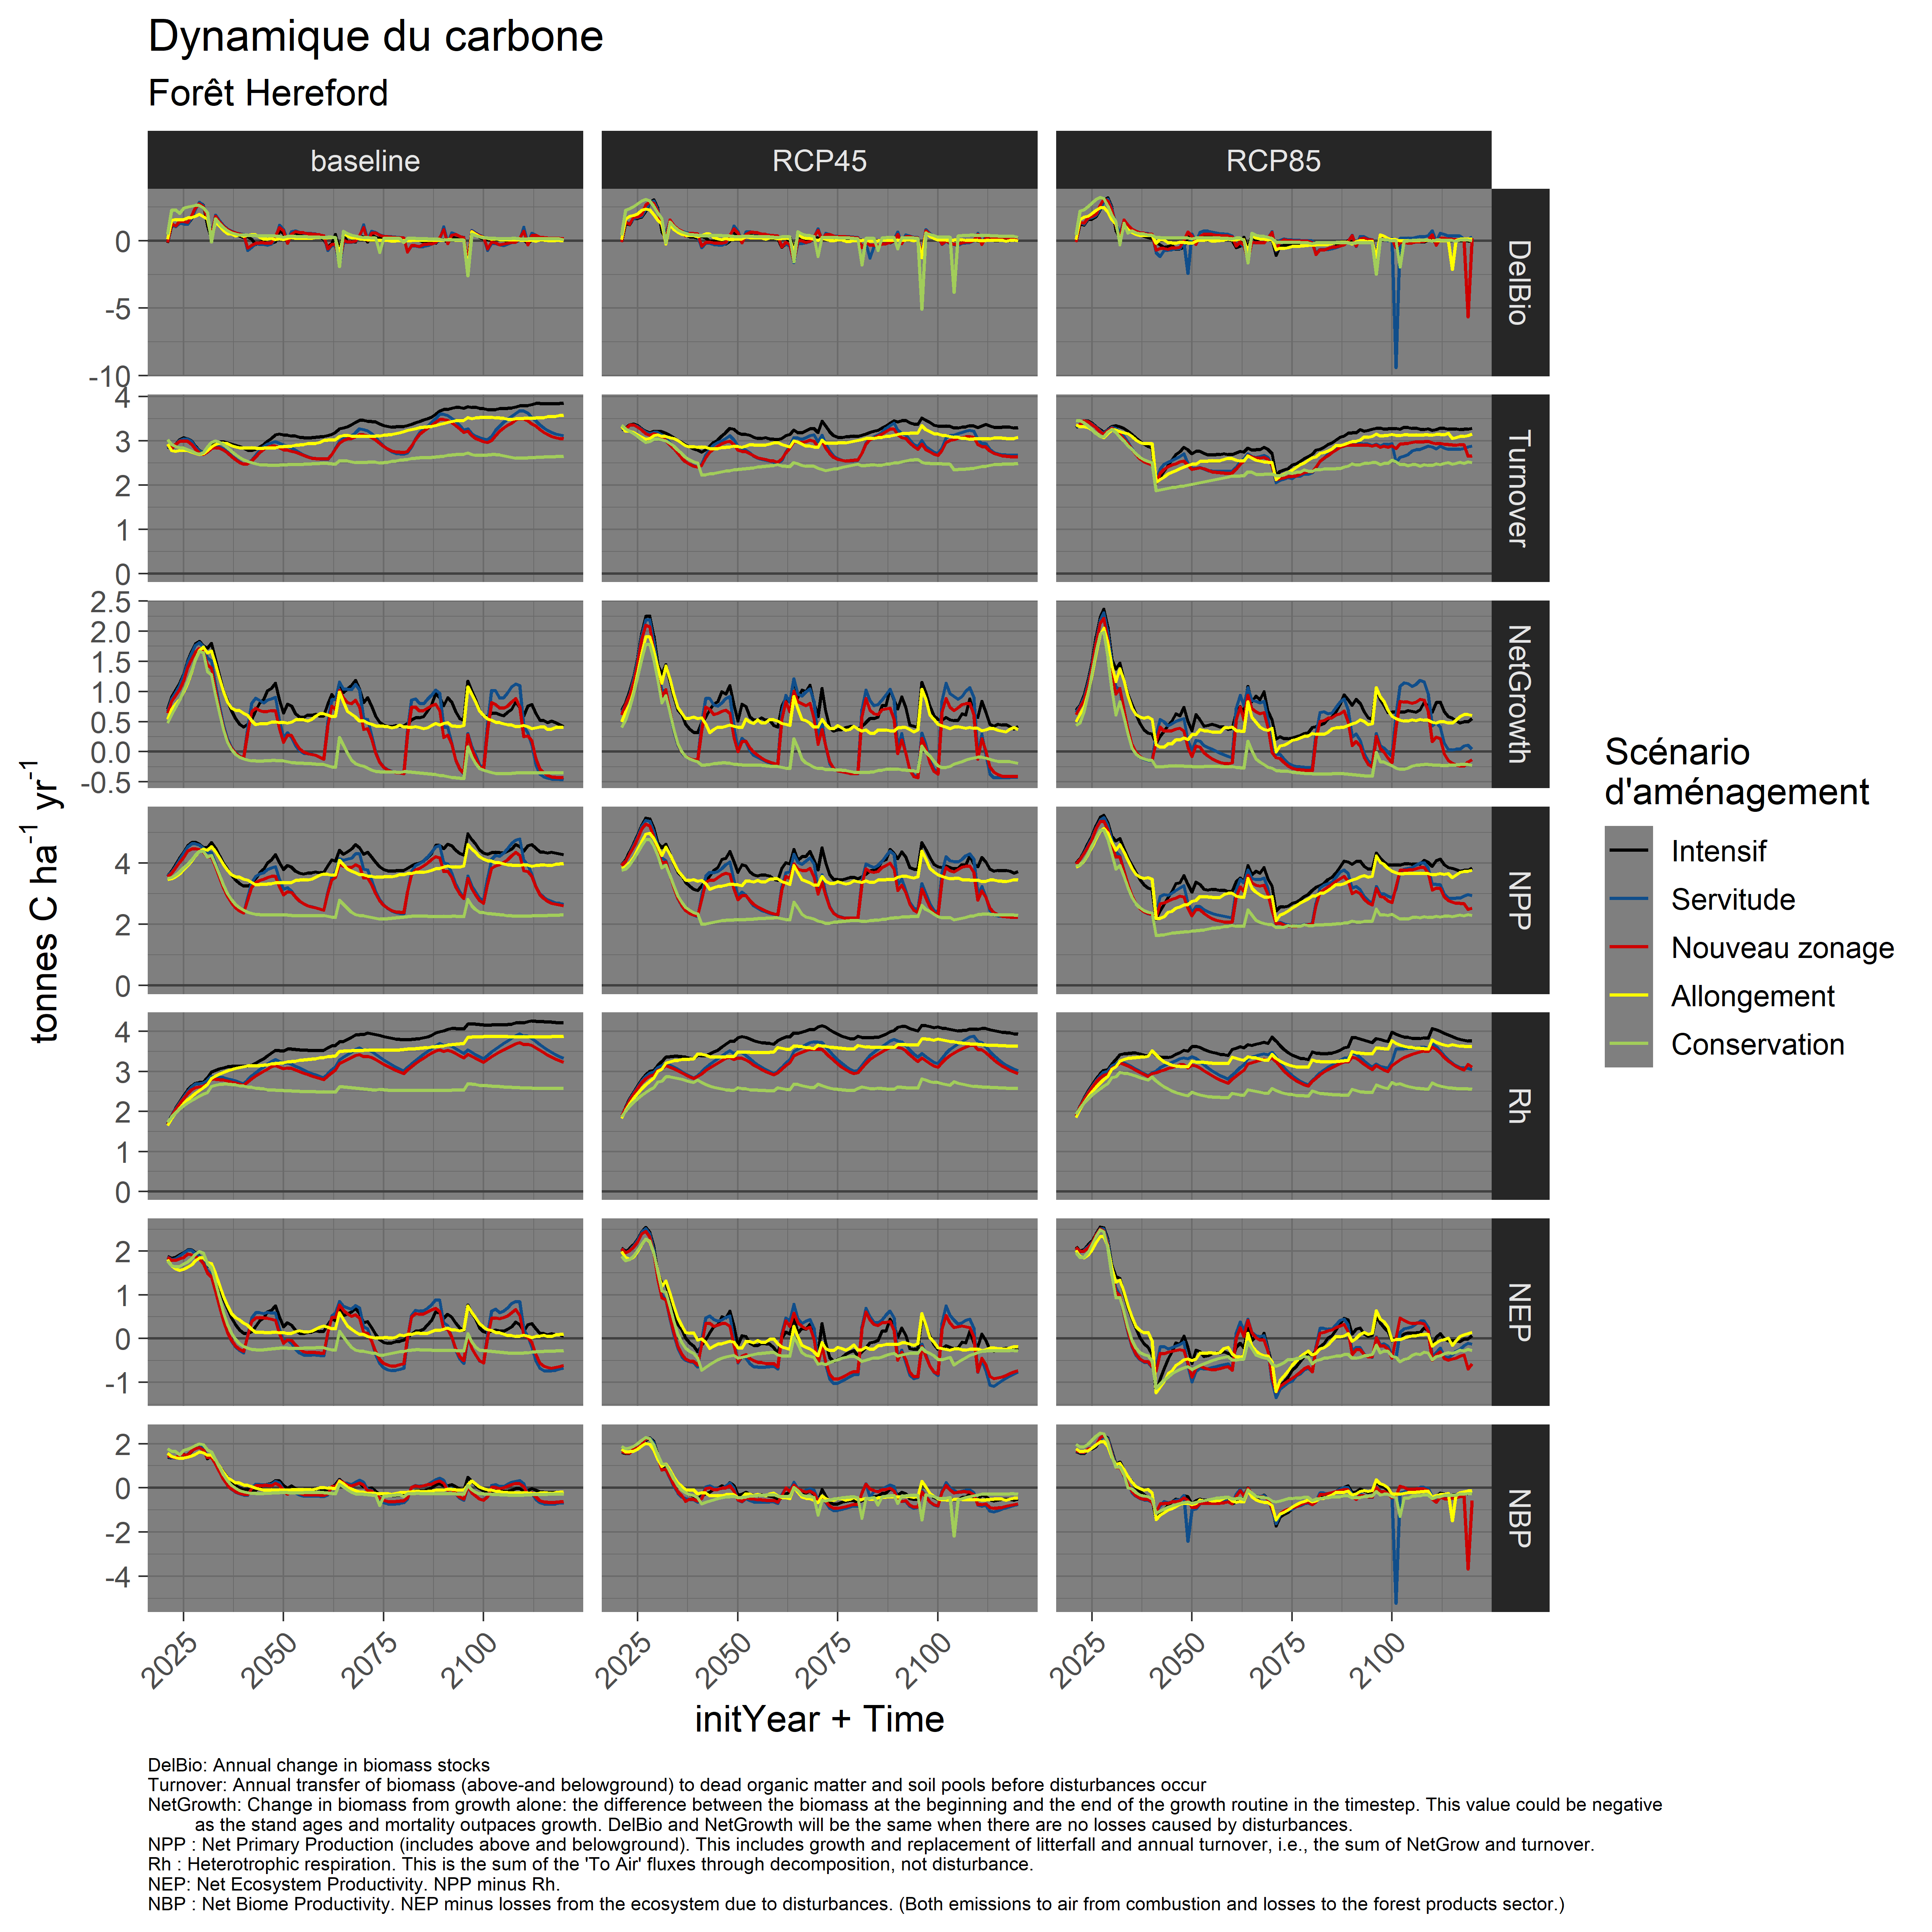 Dynamique du carbone
Forêt Hereford
baseline
RCP45
RCP85
0
-5
-10
DelBio
4
3
2
1
0
Turnover
2.5
2.0
1.5
1.0
0.5
0.0
-0.5
NetGrowth
4
2
0
NPP
4
3
2
1
0
Rh
2
1
0
-1
NEP
2
0
-2
-4
NBP
tonnes C ha-1 yr-1
2025
2050
2075
2100
2025
2050
2075
2100
2025
2050
2075
2100
initYear + Time
Scénario
d'aménagement
Intensif
Servitude
Nouveau zonage
Allongement
Conservation
DelBio: Annual change in biomass stocks
Turnover: Annual transfer of biomass (above-and belowground) to dead organic matter and soil pools before disturbances occur
NetGrowth: Change in biomass from growth alone: the difference between the biomass at the beginning and the end of the growth routine in the timestep. This value could be negative
as the stand ages and mortality outpaces growth. DelBio and NetGrowth will be the same when there are no losses caused by disturbances.
NPP : Net Primary Production (includes above and belowground). This includes growth and replacement of litterfall and annual turnover, i.e., the sum of NetGrow and turnover.
Rh : Heterotrophic respiration. This is the sum of the 'To Air' fluxes through decomposition, not disturbance.
NEP: Net Ecosystem Productivity. NPP minus Rh.
NBP : Net Biome Productivity. NEP minus losses from the ecosystem due to disturbances. (Both emissions to air from combustion and losses to the forest products sector.)